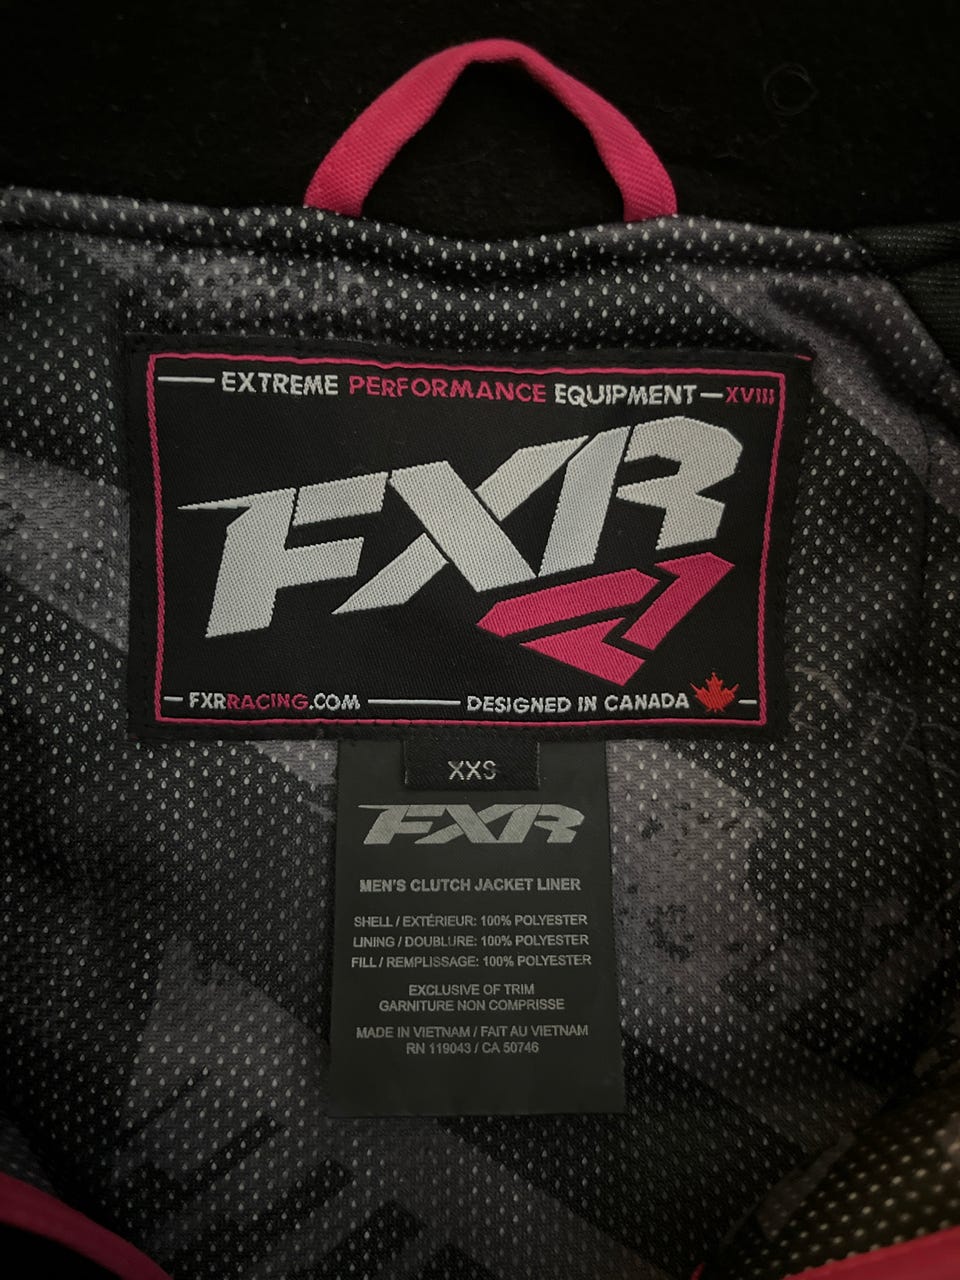 EXTREME PERFORMANCE EQUIPMENT — XVIII
FXR
FXRRACING.COM — DESIGNED IN CANADA
XXS
FXR
MEN'S CLUTCH JACKET LINER
SHELL / EXTÉRIEUR: 100% POLYESTER
LINING / DOUBLURE: 100% POLYESTER
FILL / REMPLISSAGE: 100% POLYESTER
EXCLUSIVE OF TRIM
GARNITURE NON COMPRISSE
MADE IN VIETNAM / FAIT AU VIETNAM
RN 119043 / CA 50746